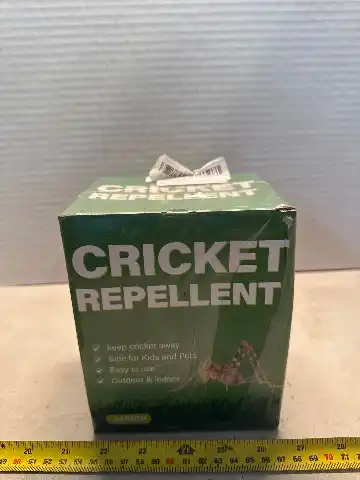 CRICKET
REPELLENT
CRICKET
REPELLENT
keep cricket away
Safe for Kids and Pets
Easy to use
Outdoor & indoor